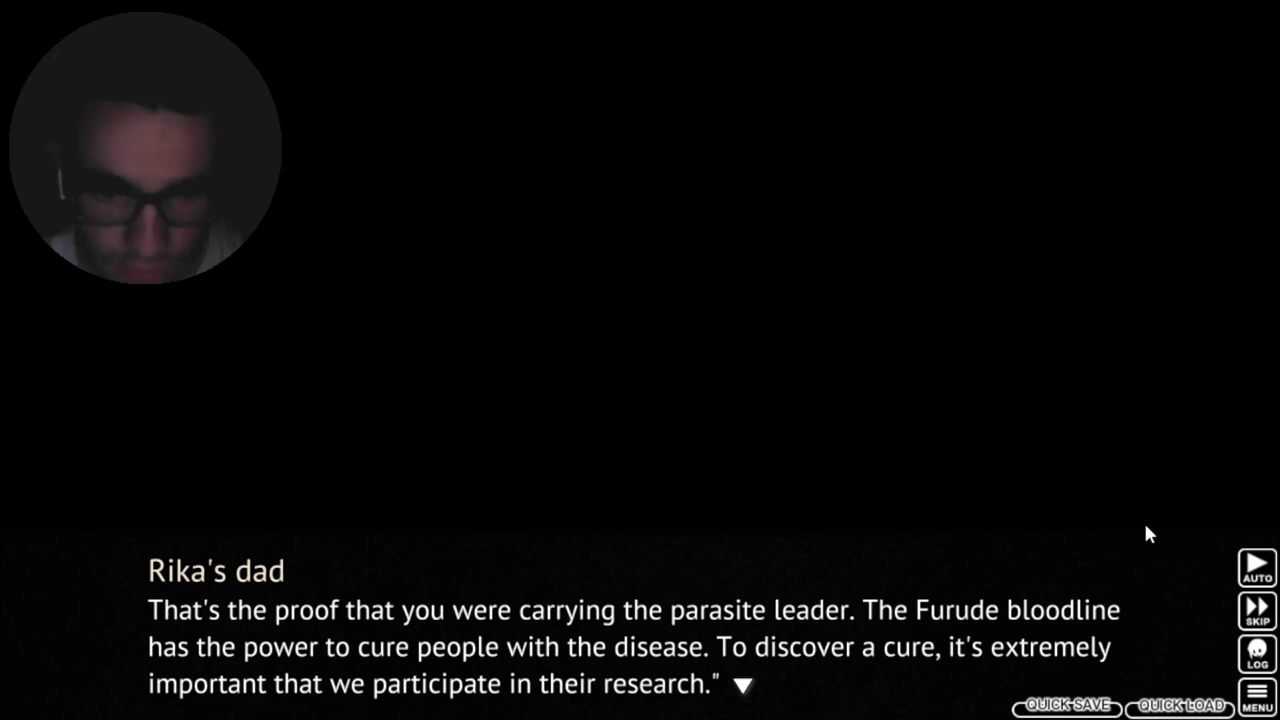 Rika's dad
That's the proof that you were carrying the parasite leader. The Furude bloodline
has the power to cure people with the disease. To discover a cure, it's extremely
important that we participate in their research."
AUTO
SKIP
LOG
MENU
QUICK SAVE QUICK LOAD